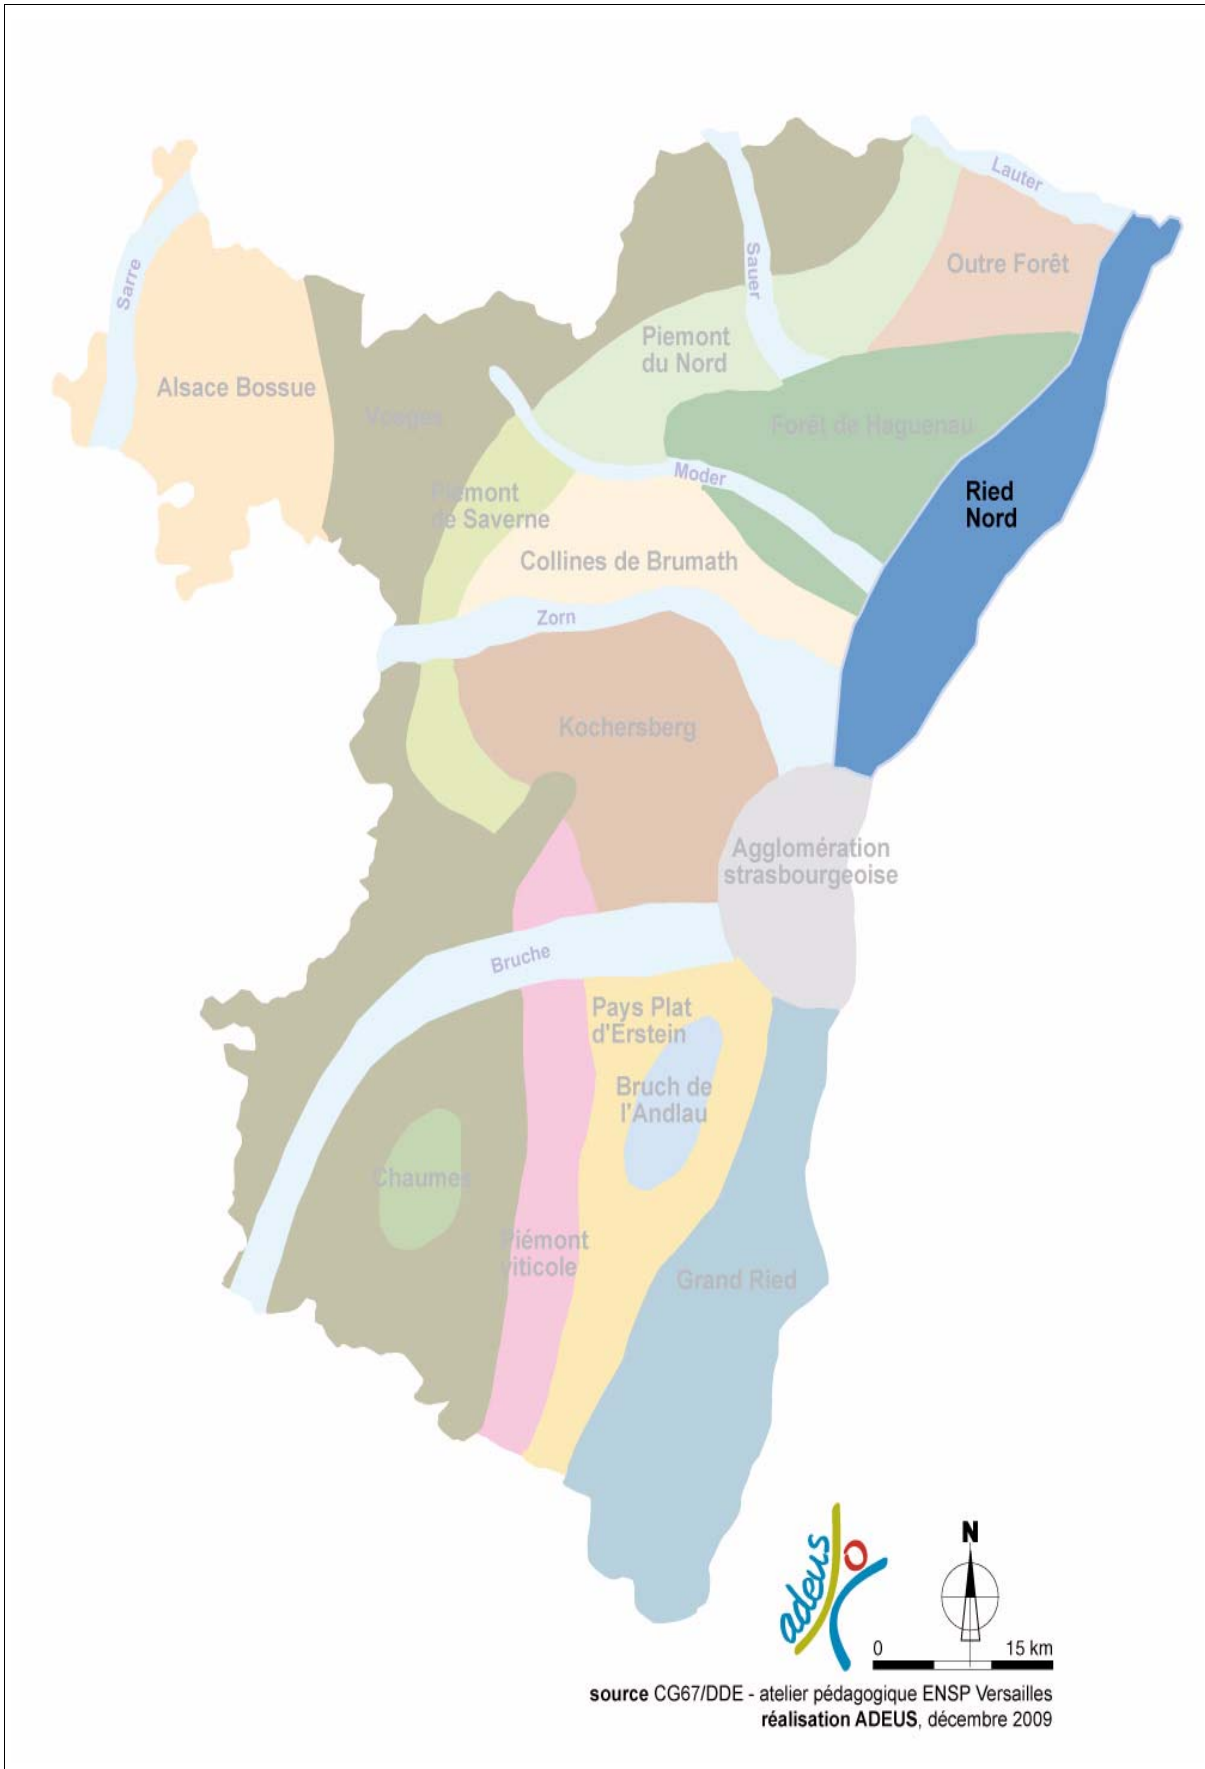 Lauter
Sauer
Outre Forêt
Sarre
Piemont
du Nord
Alsace Bossue
Vosges
Forêt de Haguenau
Moder
Piémont
de Saverne
Ried
Nord
Collines de Brumath
Zorn
Kochersberg
Agglomération
strasbourgeoise
Bruche
Pays Plat
d'Erstein
Bruch de
l'Andlau
Chaumes
Piémont
viticole
Grand Ried
adeus
N
0 15 km
source CG67/DDE - atelier pédagogique ENSP Versailles
réalisation ADEUS, décembre 2009